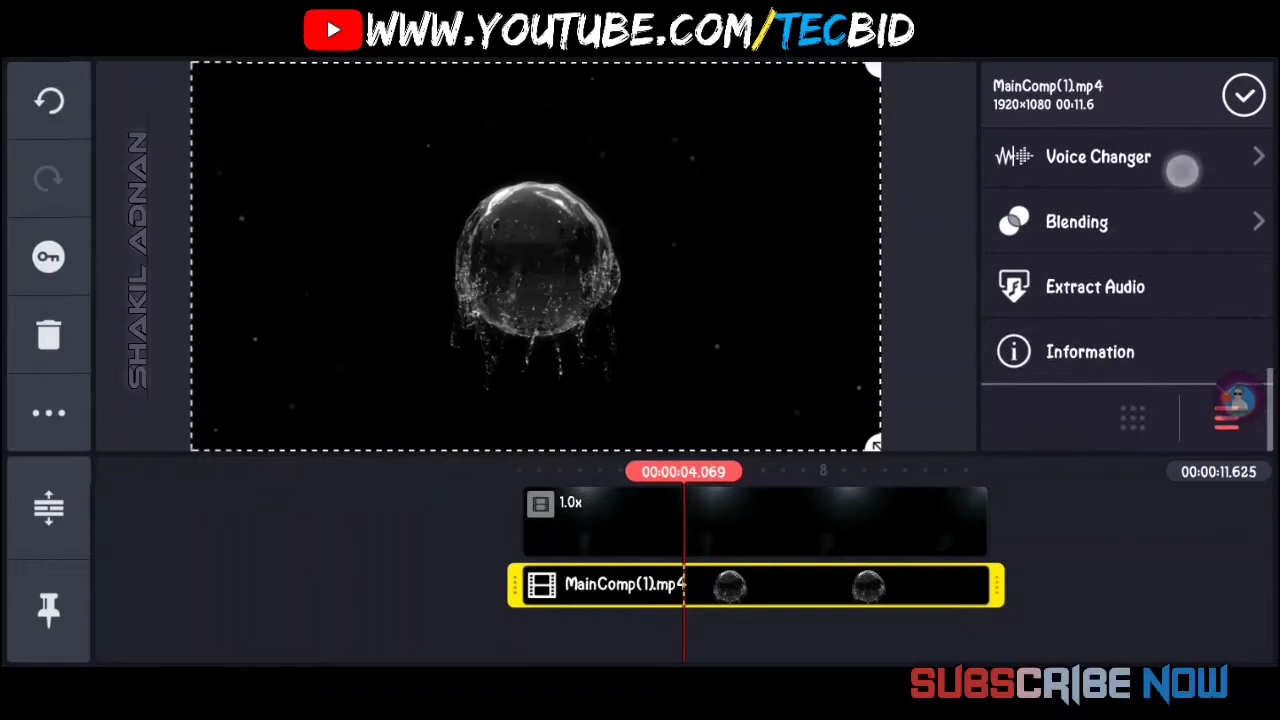 WWW.YOUTUBE.COM/TECBID
SHAKIL ADNAN
MainComp(1).mp4
1920×1080 00:11.6
Voice Changer
Blending
Extract Audio
Information
00:00:04.069
8
00:00:11.625
1.0x
MainComp(1).mp4
SUBSCRIBE NOW